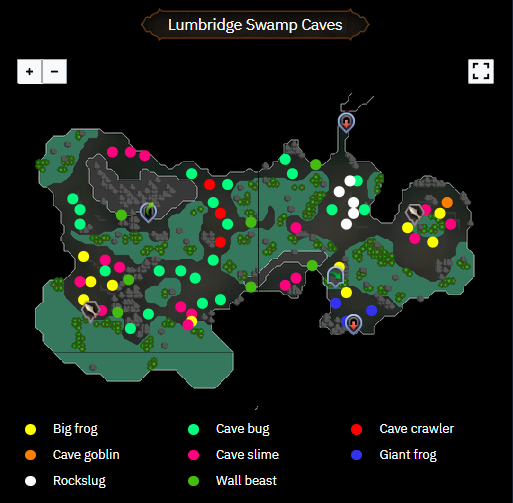 Lumbridge Swamp Caves
+ −
Big frog Cave bug Cave crawler
Cave goblin Cave slime Giant frog
Rockslug Wall beast